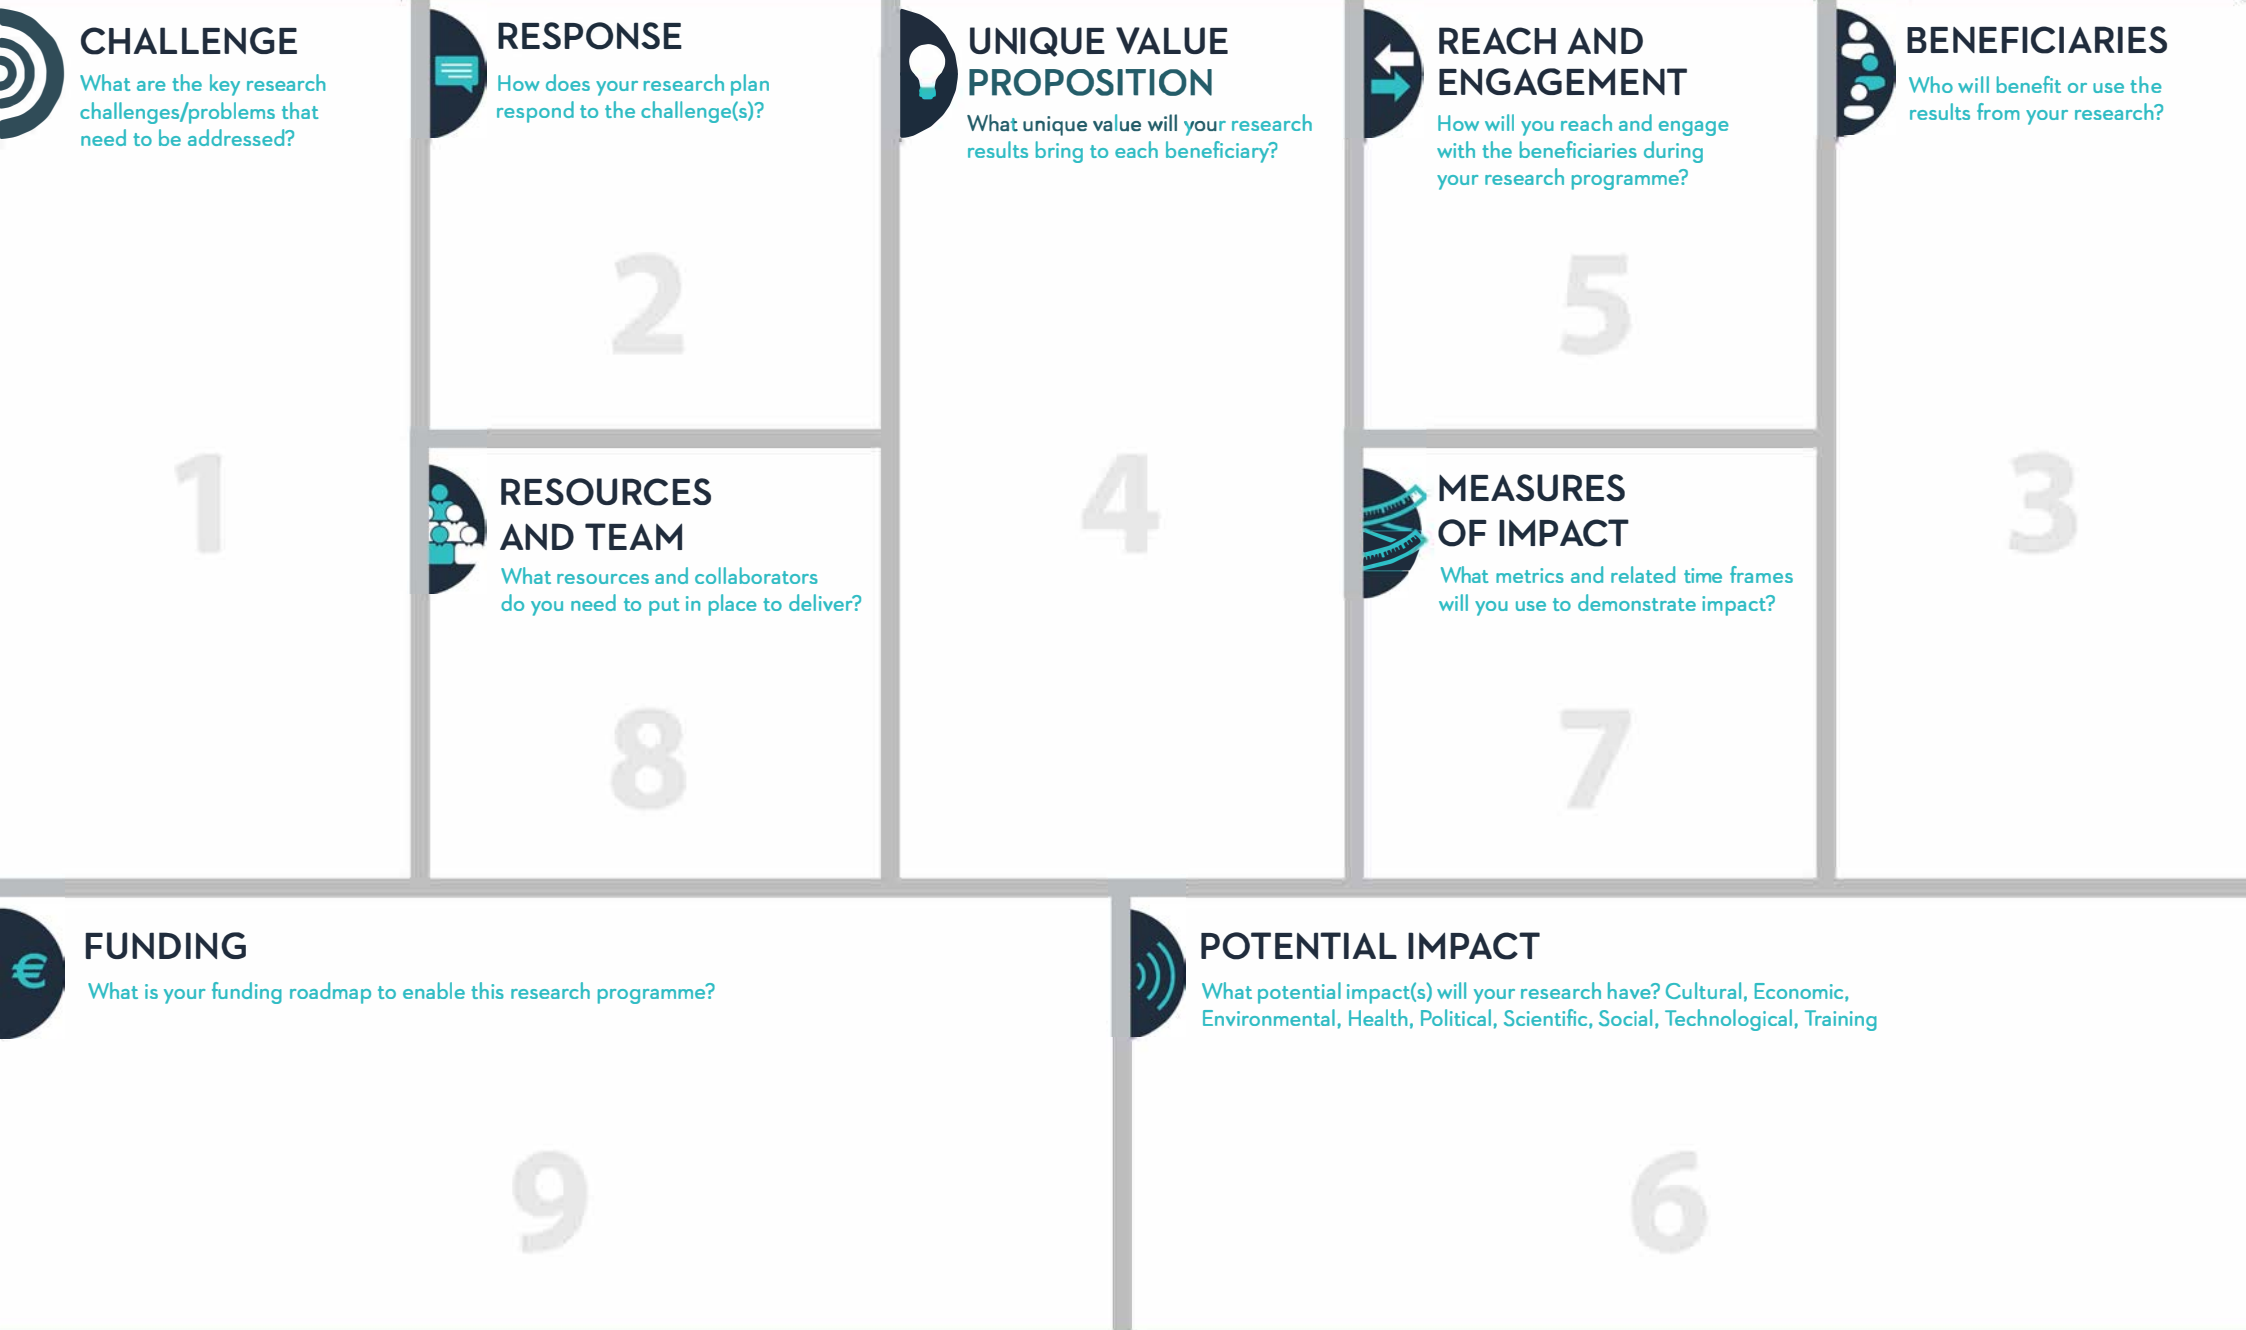 CHALLENGE
What are the key research
challenges/problems that
need to be addressed?
1
RESPONSE
How does your research plan
respond to the challenge(s)?
2
RESOURCES
AND TEAM
What resources and collaborators
do you need to put in place to deliver?
8
UNIQUE VALUE
PROPOSITION
What unique value will your research
results bring to each beneficiary?
4
REACH AND
ENGAGEMENT
How will you reach and engage
with the beneficiaries during
your research programme?
5
MEASURES
OF IMPACT
What metrics and related time frames
will you use to demonstrate impact?
7
BENEFICIARIES
Who will benefit or use the
results from your research?
3
€
FUNDING
What is your funding roadmap to enable this research programme?
9
POTENTIAL IMPACT
What potential impact(s) will your research have? Cultural, Economic,
Environmental, Health, Political, Scientific, Social, Technological, Training
6